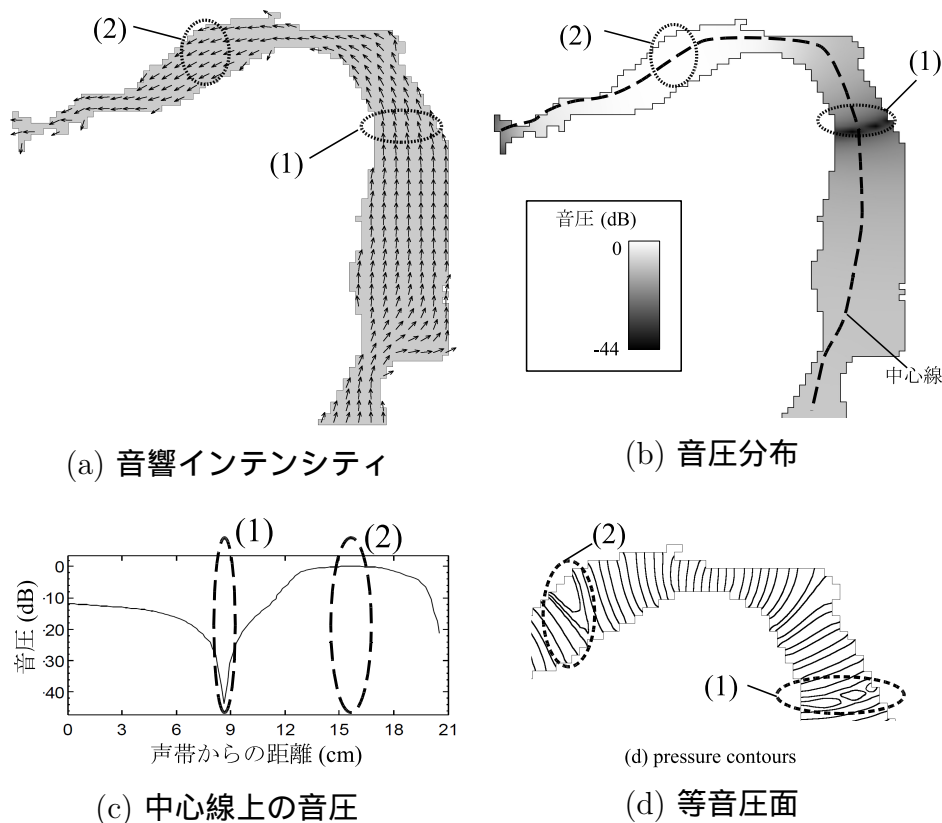 (2)
(1)
(a) 音響インテンシティ
(2)
(1)
音圧 (dB)
0
-44
中心線
(b) 音圧分布
(1)
(2)
0
-10
-20
-30
-40
音圧 (dB)
0 3 6 9 12 15 18 21
声帯からの距離 (cm)
(c) 中心線上の音圧
(2)
(1)
(d) pressure contours
(d) 等音圧面